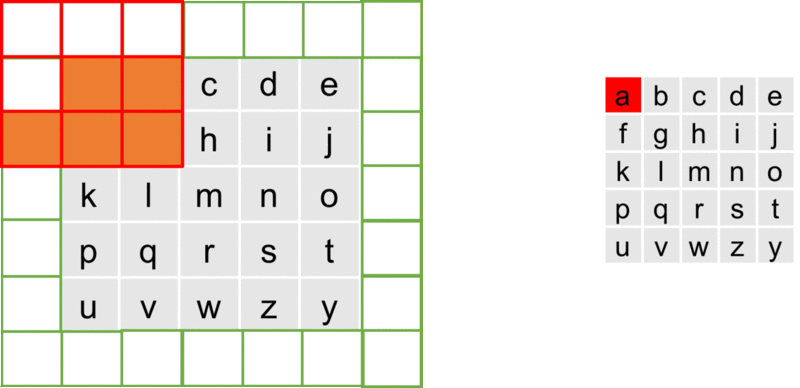 c d e
h i j
k l m n o
p q r s t
u v w z y
a b c d e
f g h i j
k l m n o
p q r s t
u v w z y